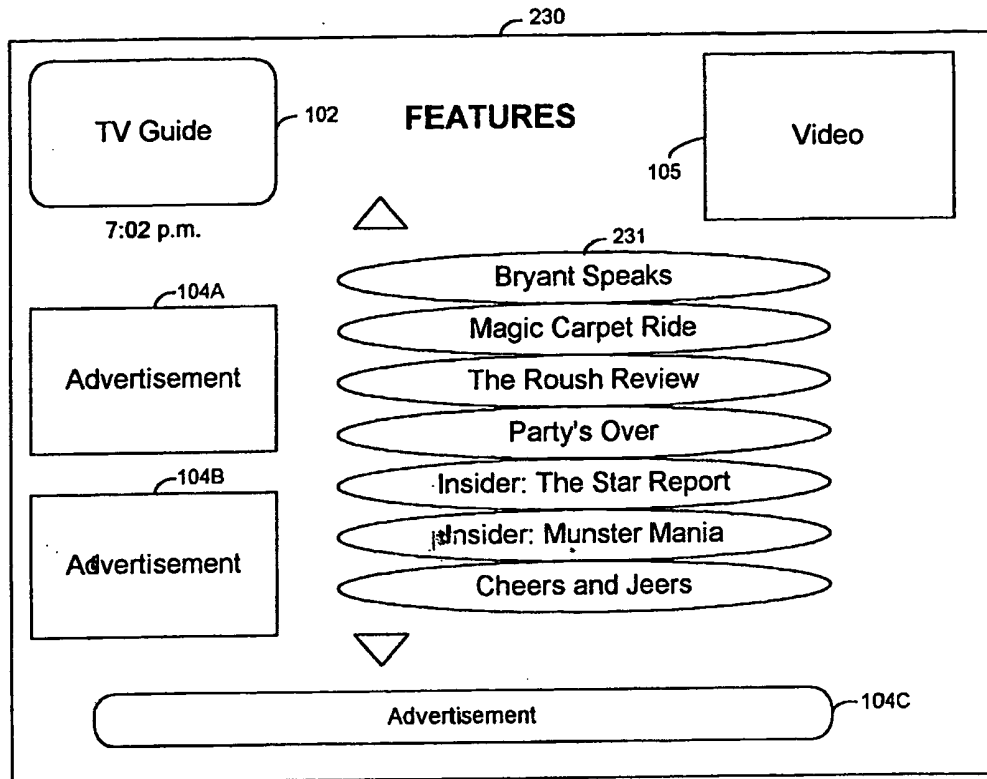 230
TV Guide
102
FEATURES
Video
105
7:02 p.m.
231
Bryant Speaks
104A
Magic Carpet Ride
Advertisement
The Roush Review
Party's Over
104B
Insider: The Star Report
Insider: Munster Mania
Advertisement
Cheers and Jeers
Advertisement
104C